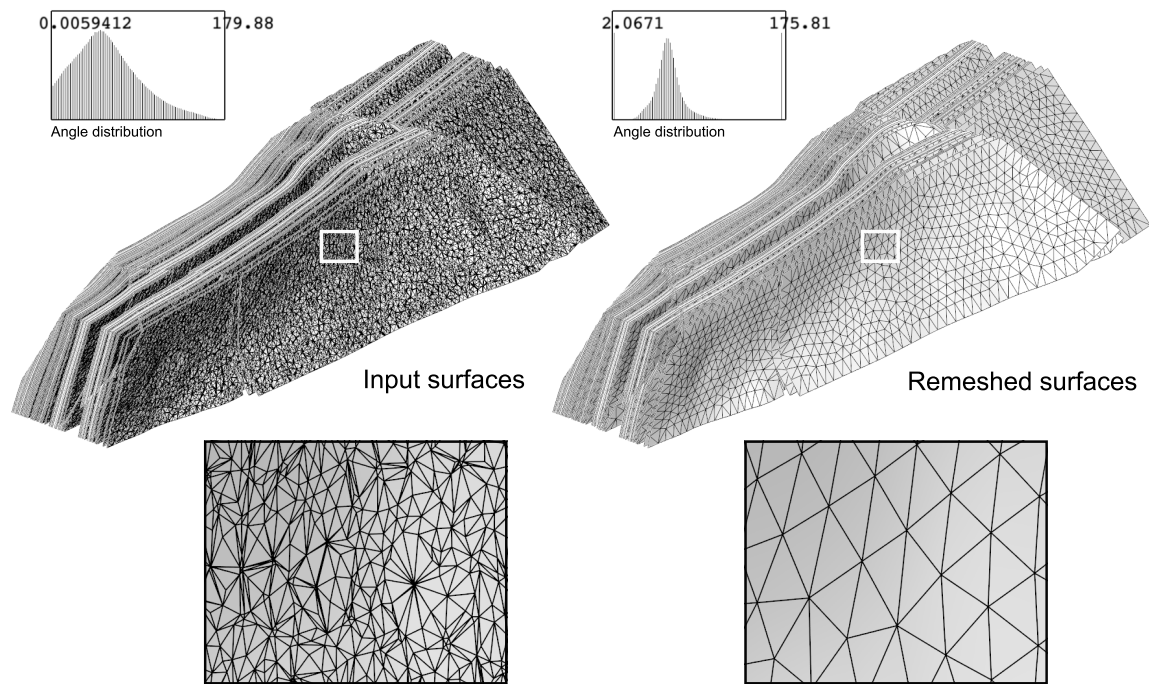 0.0059412 179.88
Angle distribution
Input surfaces
2.0671 175.81
Angle distribution
Remeshed surfaces